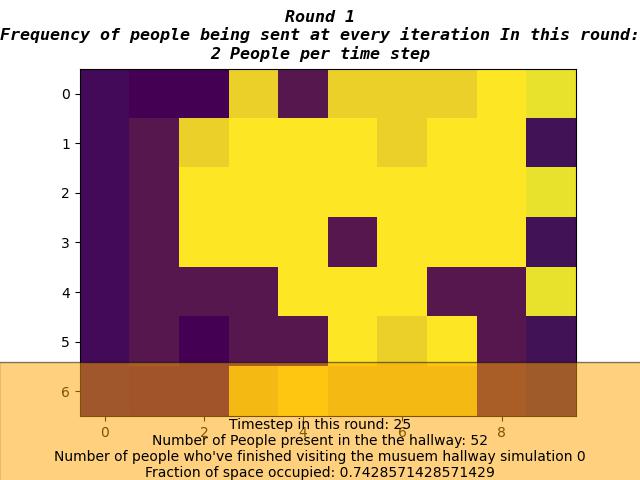 Round 1
Frequency of people being sent at every iteration In this round:
2 People per time step
0
1
2
3
4
5
6
0 2 4 6 8
Timestep in this round: 25
Number of People present in the the hallway: 52
Number of people who've finished visiting the musuem hallway simulation 0
Fraction of space occupied: 0.7428571428571429